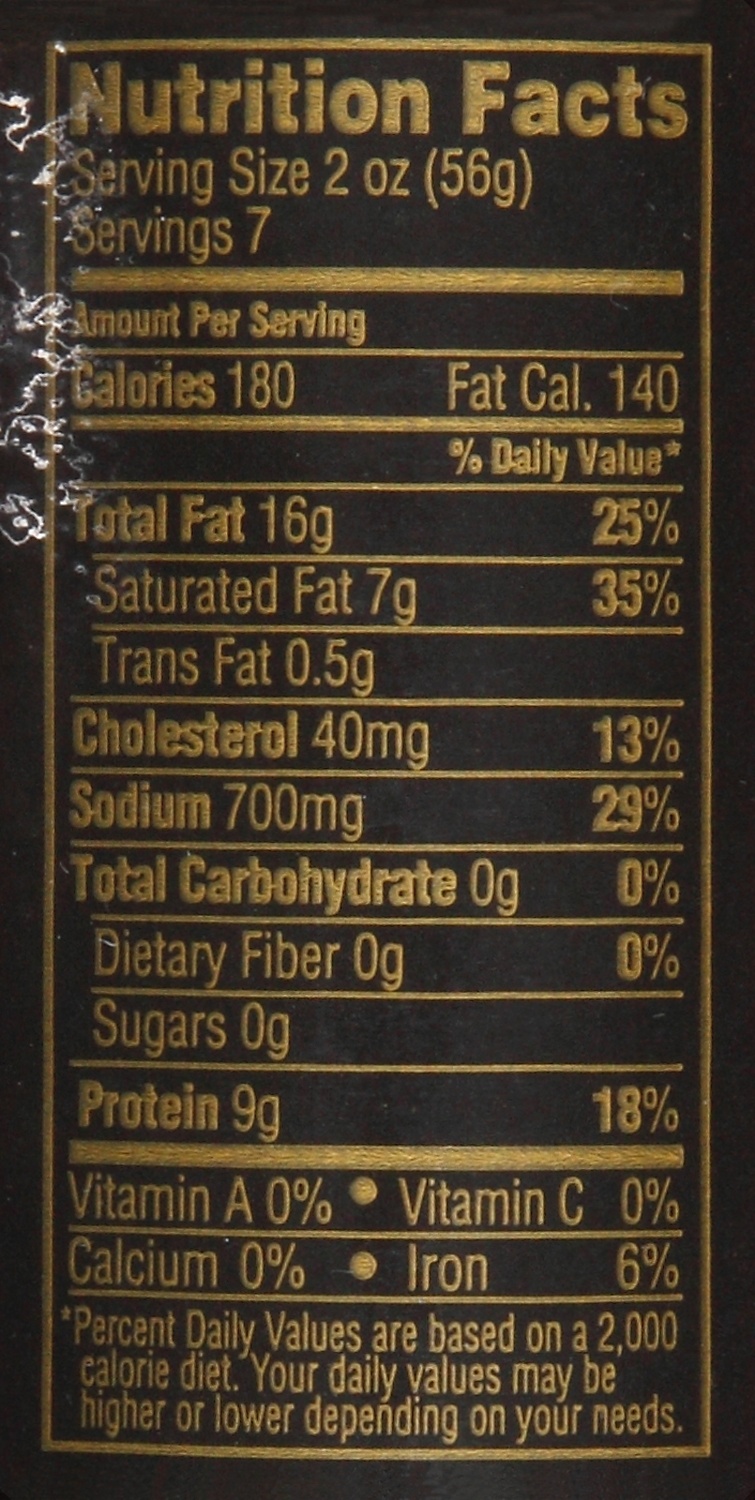 Nutrition Facts
Serving Size 2 oz (56g)
Servings 7
Amount Per Serving
Calories 180 Fat Cal. 140
% Daily Value*
Total Fat 16g 25%
Saturated Fat 7g 35%
Trans Fat 0.5g
Cholesterol 40mg 13%
Sodium 700mg 29%
Total Carbohydrate 0g 0%
Dietary Fiber 0g 0%
Sugars 0g
Protein 9g 18%
Vitamin A 0% • Vitamin C 0%
Calcium 0% • Iron 6%
*Percent Daily Values are based on a 2,000
calorie diet. Your daily values may be
higher or lower depending on your needs.